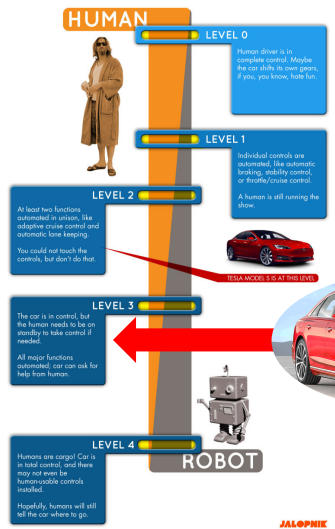 HUMAN
LEVEL 0
Human driver is in
complete control. Maybe
the car shifts its own gears,
if you, you know, hate fun.
LEVEL 1
Individual controls are
automated, like automatic
braking, stability control,
or throttle/cruise control.
A human is still running the
show.
LEVEL 2
At least two functions
automated in unison, like
adaptive cruise control and
automatic lane keeping.
You could not touch the
controls, but don't do that.
TESLA MODEL S IS AT THIS LEVEL
LEVEL 3
The car is in control, but
the human needs to be on
standby to take control if
needed.
All major functions
automated; car can ask for
help from human.
LEVEL 4
Humans are cargo! Car is
in total control, and there
may not even be
human-usable controls
installed.
Hopefully, humans will still
tell the car where to go.
ROBOT
JALOPNIK